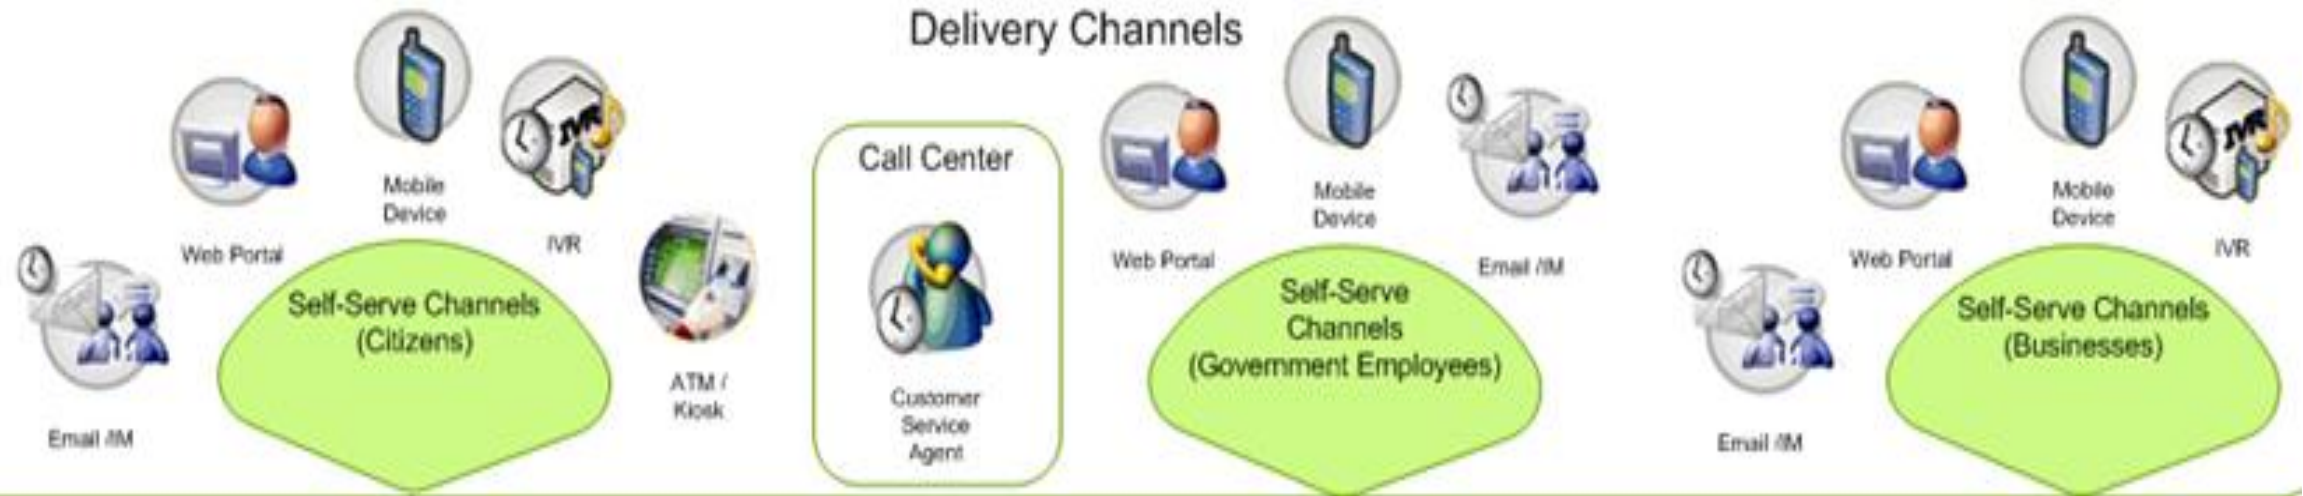 Delivery Channels
Mobile
Device
IVR
Web Portal
IVR
Self-Serve Channels
(Citizens)
ATM /
Kiosk
Email /IM
Call Center
Customer
Service
Agent
Mobile
Device
Web Portal
Email /IM
Self-Serve
Channels
(Government Employees)
Mobile
Device
IVR
Web Portal
IVR
Self-Serve Channels
(Businesses)
Email /IM